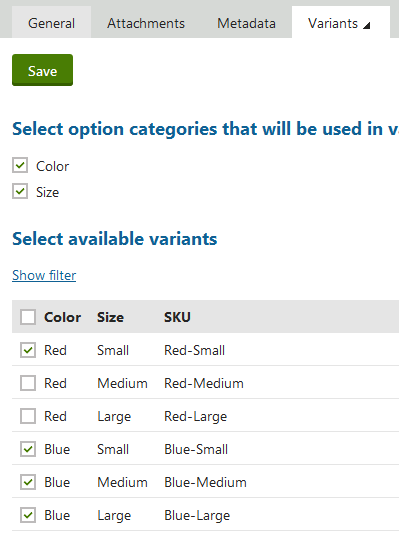 General Attachments Metadata Variants
Save
Select option categories that will be used in v
Color
Size
Select available variants
Show filter
Color Size SKU
Red Small Red-Small
Red Medium Red-Medium
Red Large Red-Large
Blue Small Blue-Small
Blue Medium Blue-Medium
Blue Large Blue-Large